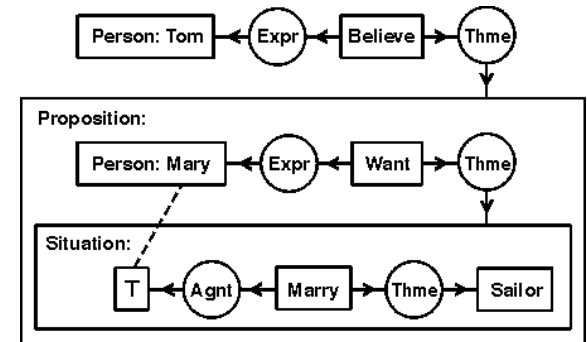 Person: Tom Expr Believe Thme
Proposition:
Person: Mary Expr Want Thme
Situation:
T Agnt Marry Thme Sailor